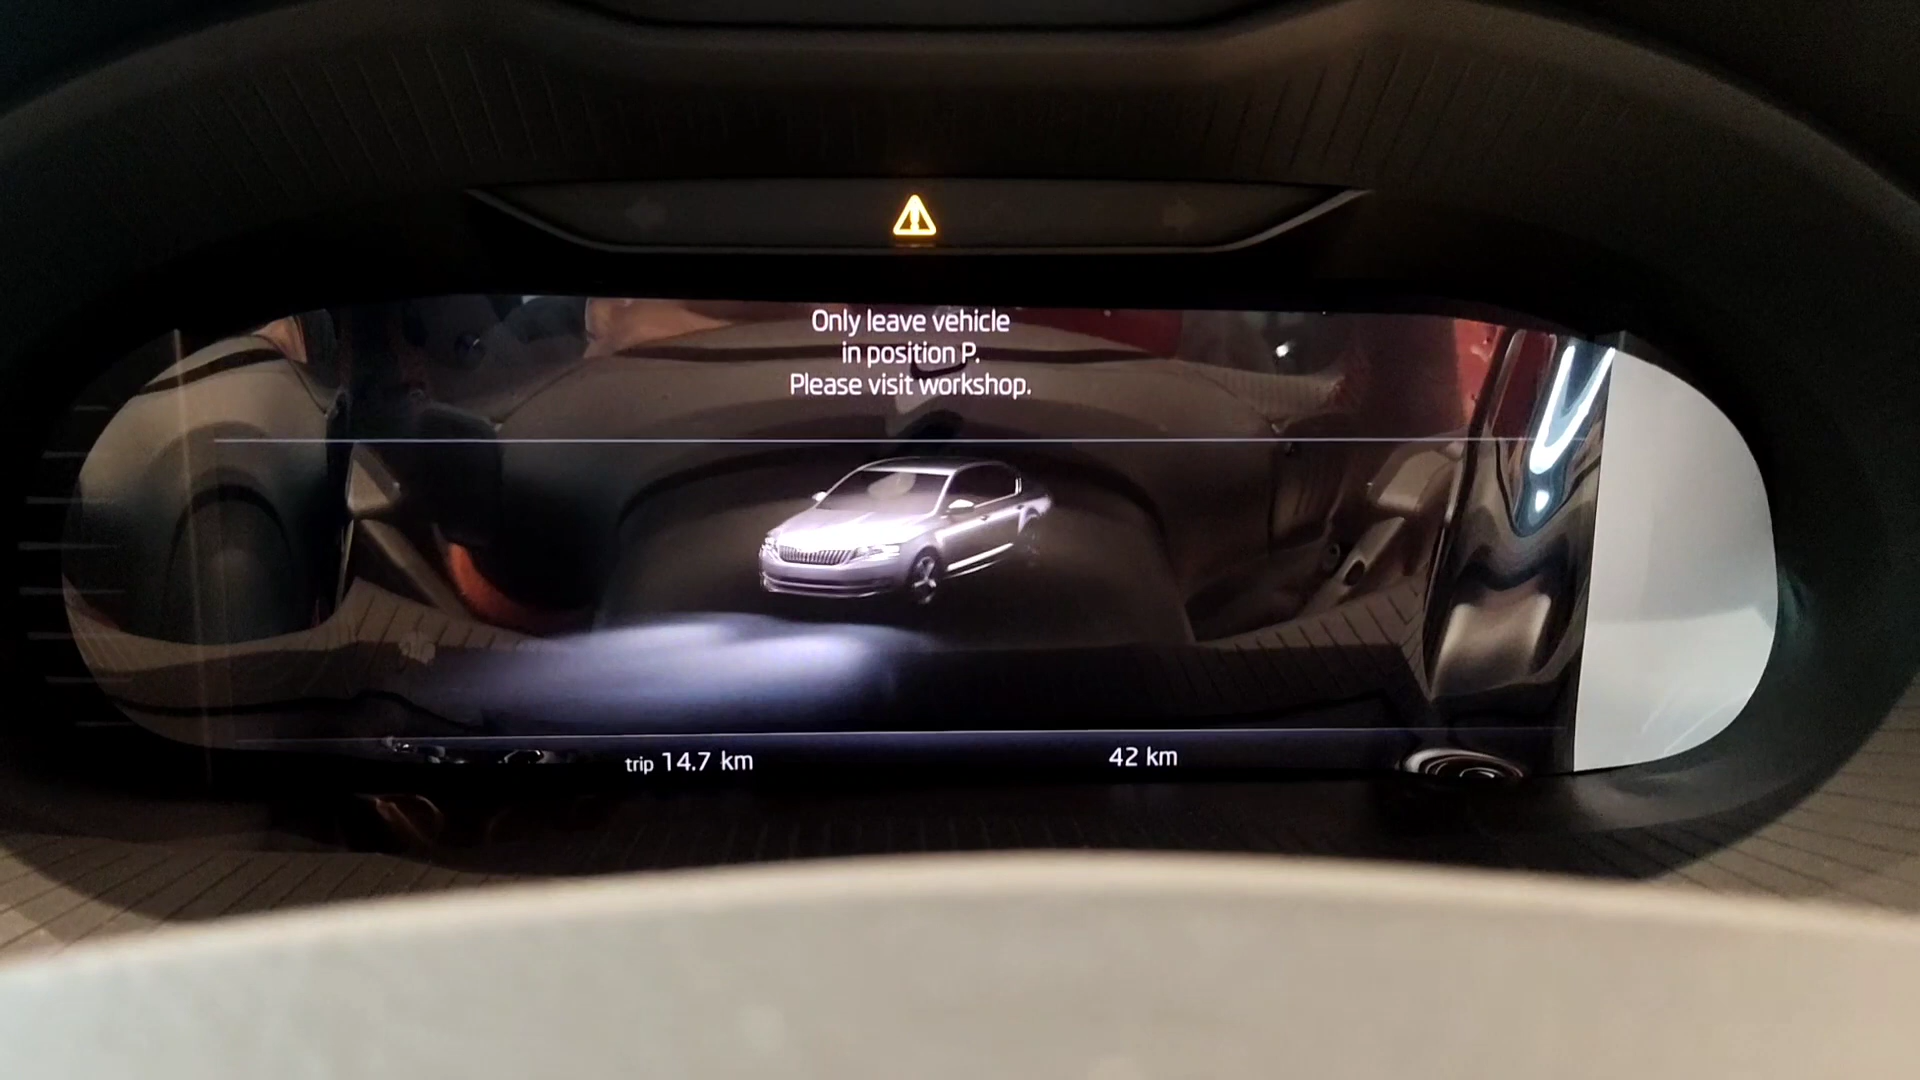 Only leave vehicle
in position P.
Please visit workshop.
trip 14.7 km
42 km